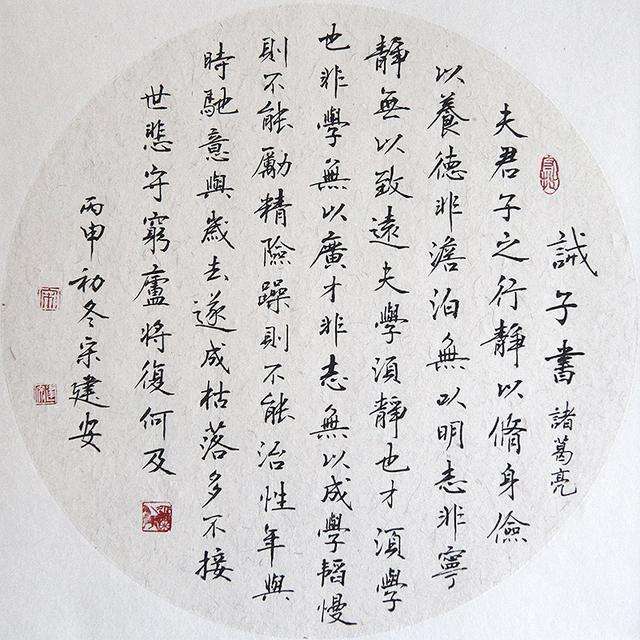 誡子書 諸葛亮
夫君子之行靜以脩身儉
以養德非澹泊無以明志非寧
靜無以致遠夫學須靜也才須學
也非學無以廣才非志無以成學韜慢
則不能勵精險躁則不能治性年與
時馳意與歲去遂成枯落多不接
世悲守窮廬將復何及
丙申初冬宋建安